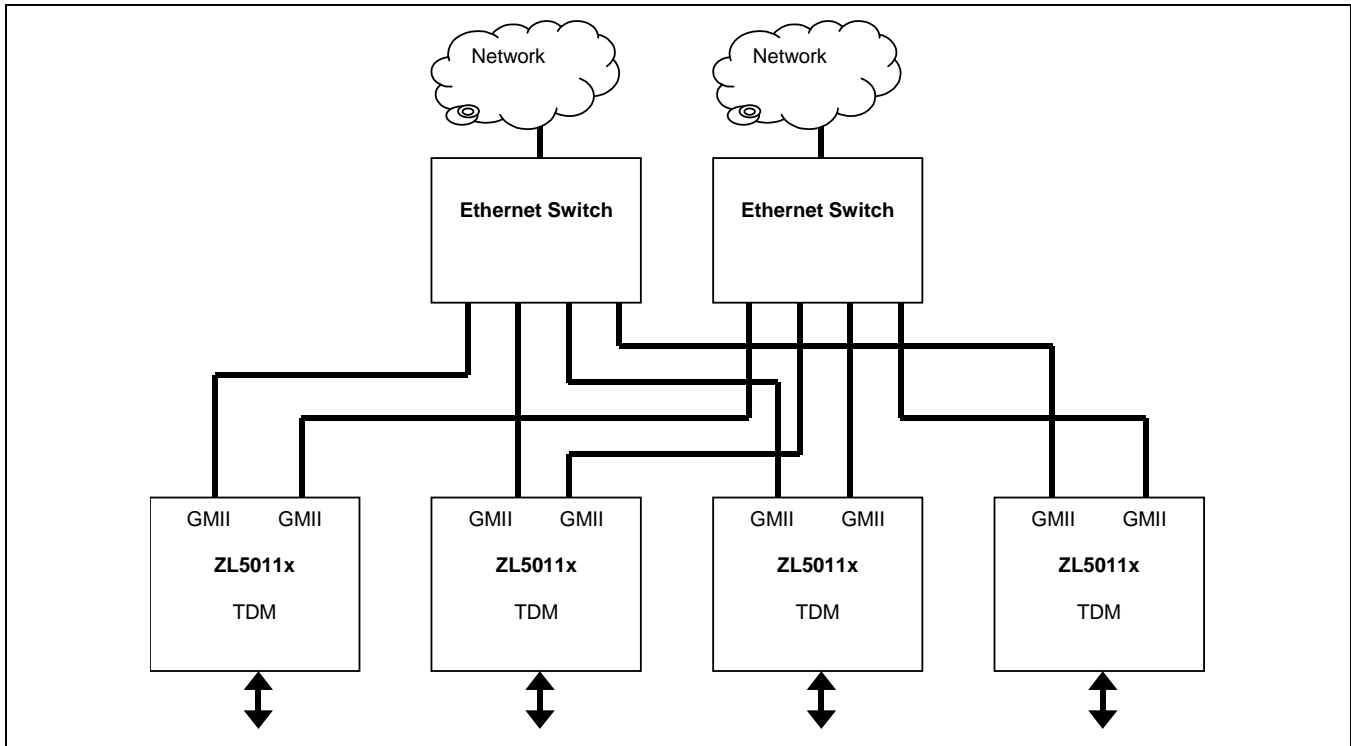 Network
Network
Ethernet Switch
Ethernet Switch
GMII GMII
ZL5011x
TDM
GMII GMII
ZL5011x
TDM
GMII GMII
ZL5011x
TDM
GMII GMII
ZL5011x
TDM